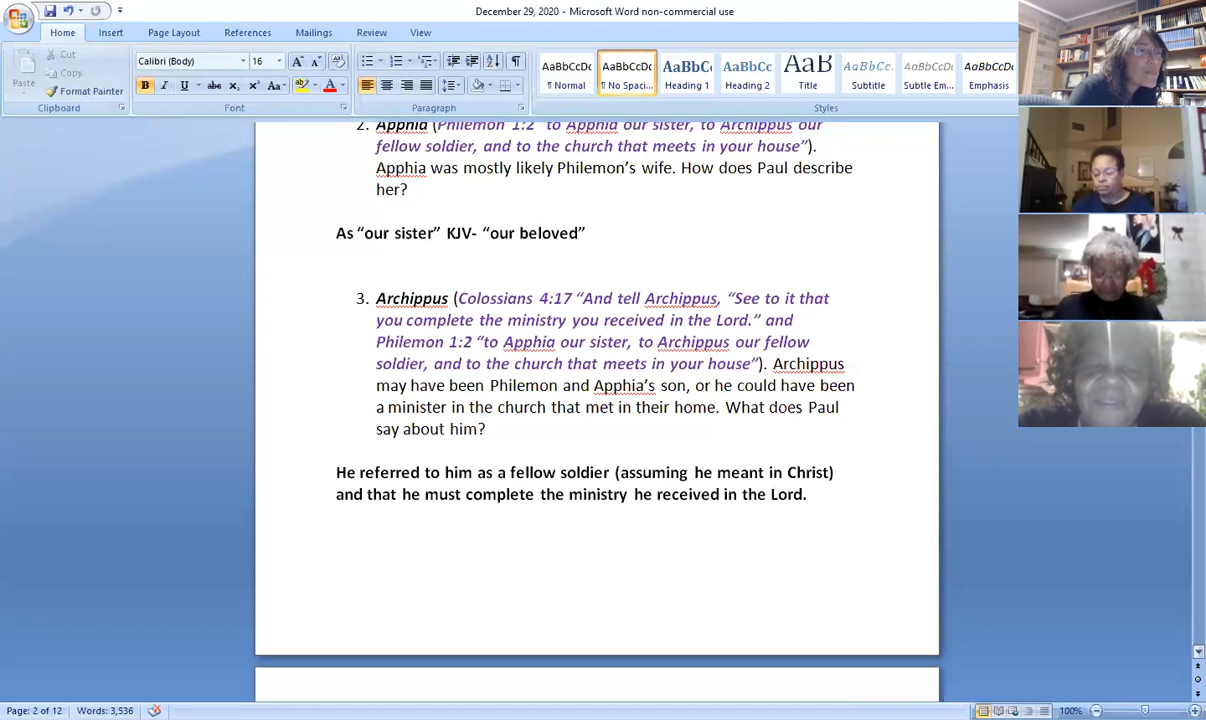 December 29, 2020 - Microsoft Word non-commercial use
Home Insert Page Layout References Mailings Review View
Paste
Cut
Copy
Format Painter
Clipboard
Calibri (Body) 16
Font
Paragraph
AaBbCcDc AaBbCcDc AaBbC AaBbCc AaB AaBbCc. AaBbCcDc AaBbCcDc
¶ Normal ¶ No Spaci... Heading 1 Heading 2 Title Subtitle Subtle Em... Emphasis
Styles
2. Apphia (Philemon 1:2 "to Apphia our sister, to Archippus our
fellow soldier, and to the church that meets in your house”).
Apphia was mostly likely Philemon’s wife. How does Paul describe
her?
As “our sister” KJV- “our beloved”
3. Archippus (Colossians 4:17 “And tell Archippus, “See to it that
you complete the ministry you received in the Lord.” and
Philemon 1:2 “to Apphia our sister, to Archippus our fellow
soldier, and to the church that meets in your house”). Archippus
may have been Philemon and Apphia’s son, or he could have been
a minister in the church that met in their home. What does Paul
say about him?
He referred to him as a fellow soldier (assuming he meant in Christ)
and that he must complete the ministry he received in the Lord.
Page: 2 of 12 Words: 3,536
100%